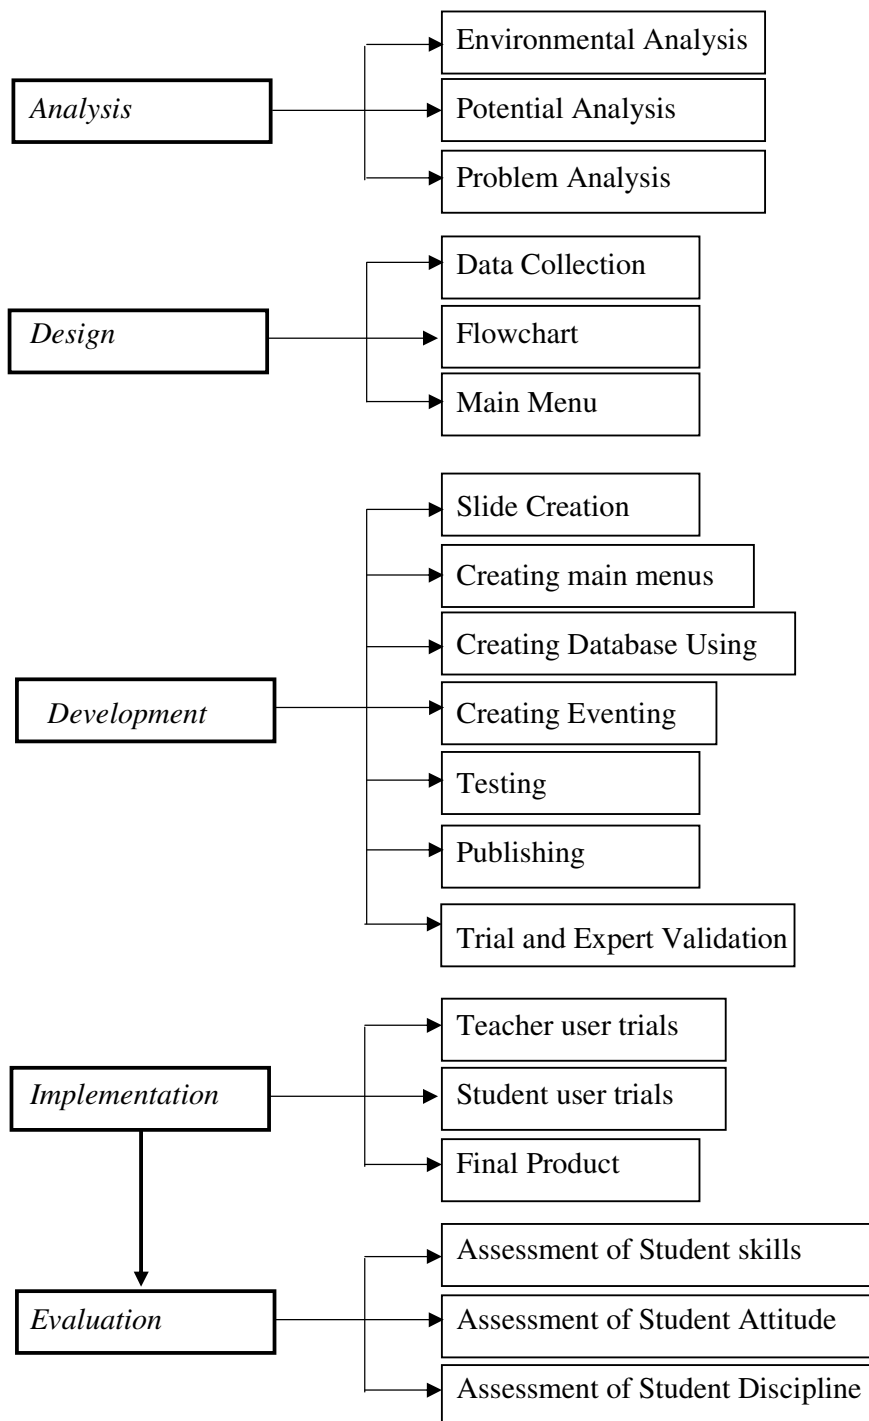 Analysis
Environmental Analysis
Potential Analysis
Problem Analysis
Design
Data Collection
Flowchart
Main Menu
Development
Slide Creation
Creating main menus
Creating Database Using
Creating Eventing
Testing
Publishing
Trial and Expert Validation
Implementation
Teacher user trials
Student user trials
Final Product
Evaluation
Assessment of Student skills
Assessment of Student Attitude
Assessment of Student Discipline